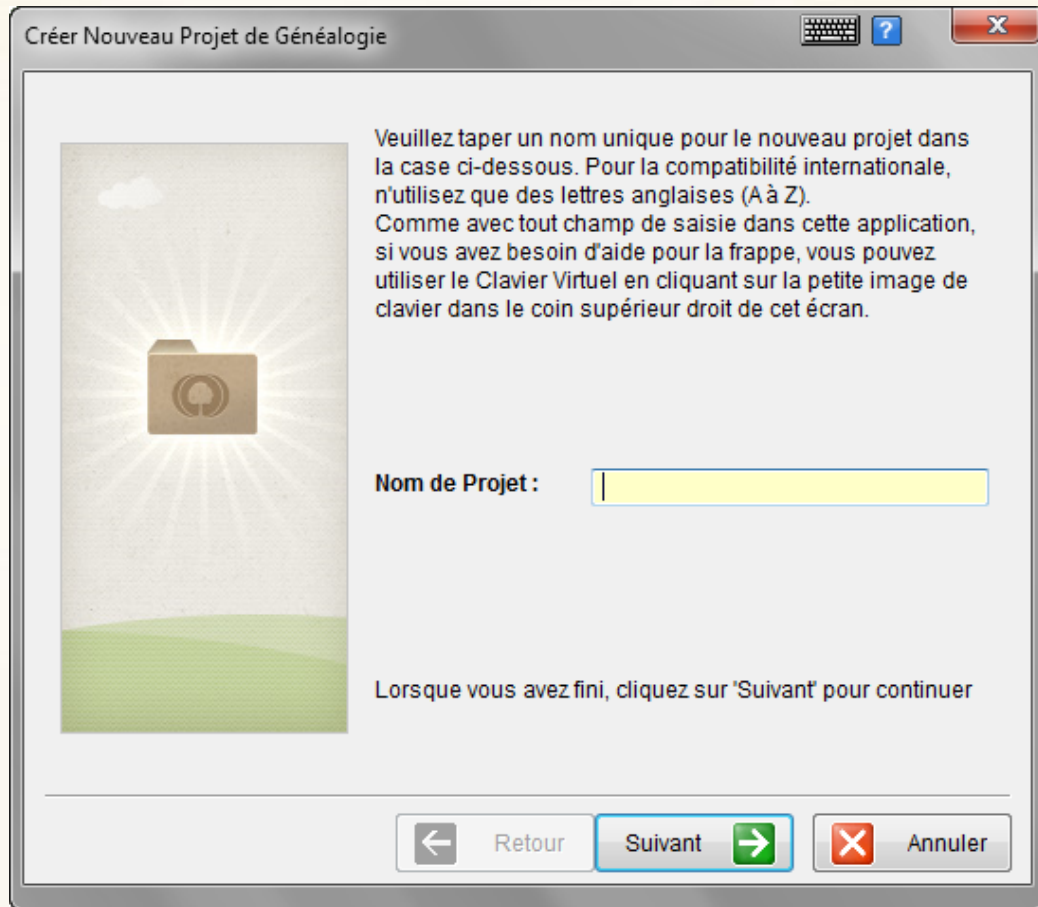 Créer Nouveau Projet de Généalogie
?
X
Veuillez taper un nom unique pour le nouveau projet dans
la case ci-dessous. Pour la compatibilité internationale,
n'utilisez que des lettres anglaises (A à Z).
Comme avec tout champ de saisie dans cette application,
si vous avez besoin d'aide pour la frappe, vous pouvez
utiliser le Clavier Virtuel en cliquant sur la petite image de
clavier dans le coin supérieur droit de cet écran.
Nom de Projet :
Lorsque vous avez fini, cliquez sur 'Suivant' pour continuer
Retour
Suivant
Annuler